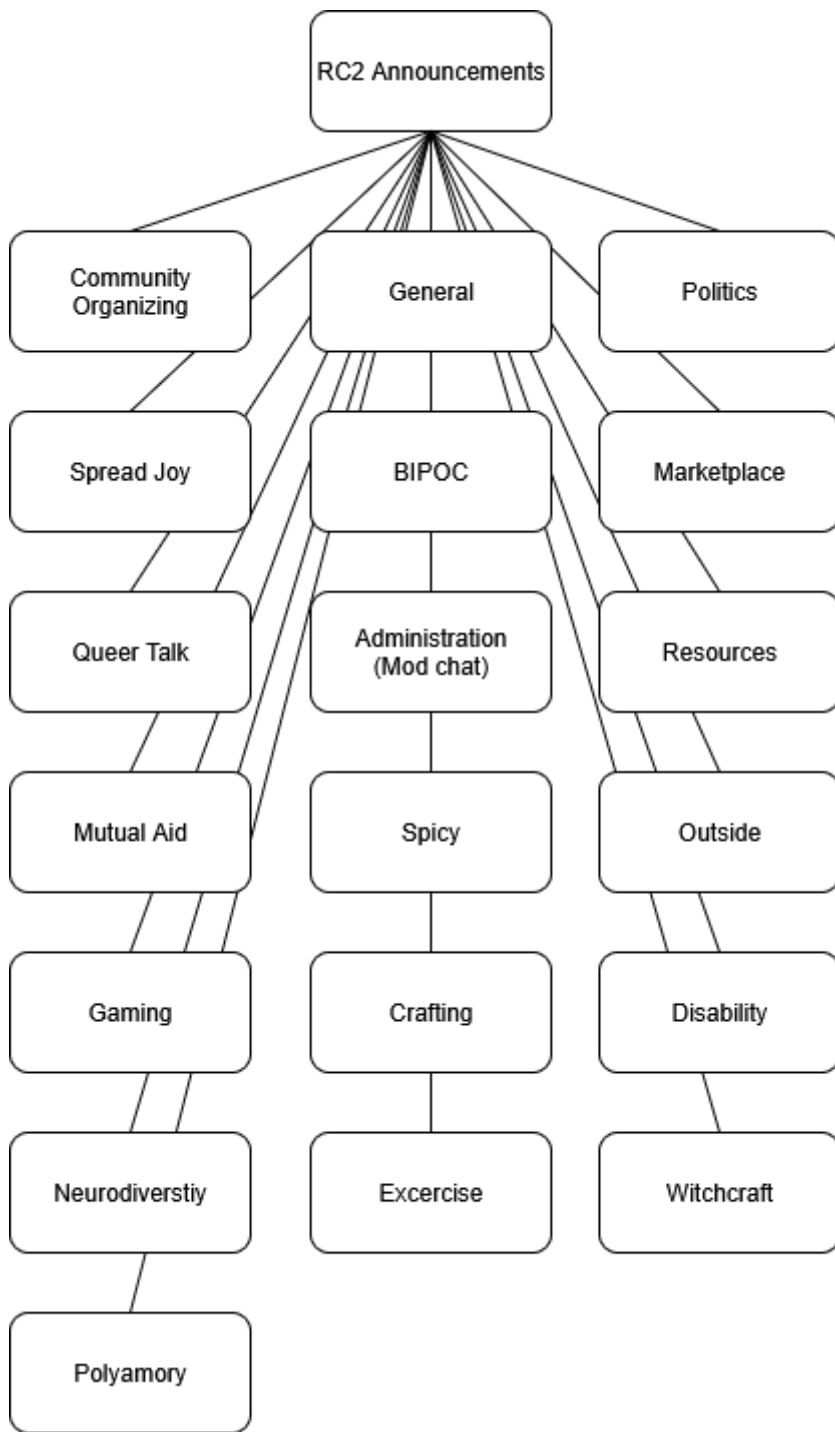 RC2 Announcements
Community
Organizing
General
Politics
Spread Joy
BIPOC
Marketplace
Queer Talk
Administration
(Mod chat)
Resources
Mutual Aid
Spicy
Outside
Gaming
Crafting
Disability
Neurodiverstiy
Excercise
Witchcraft
Polyamory